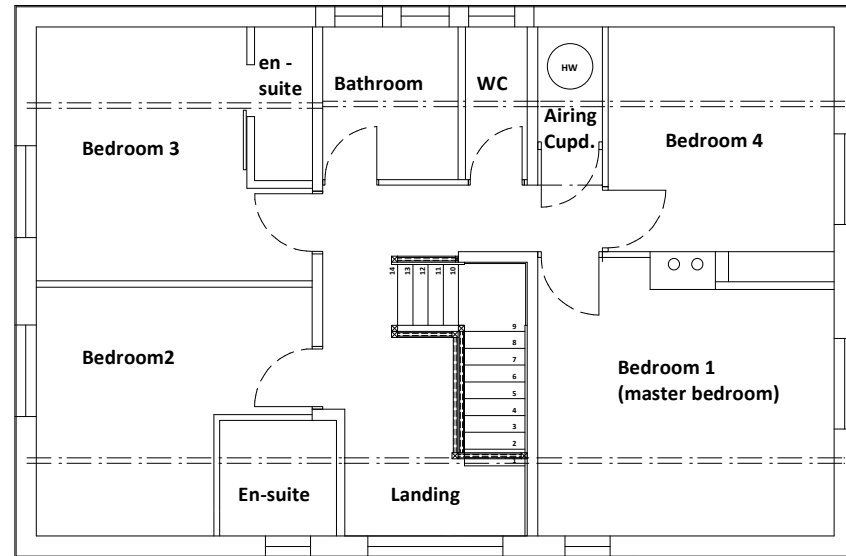 en -
suite
Bathroom
WC
HW
Airing
Cupd.
Bedroom 3
Bedroom 4
14
13
12
11
10
9
8
7
6
5
4
3
2
1
Bedroom2
Bedroom 1
(master bedroom)
En-suite
Landing